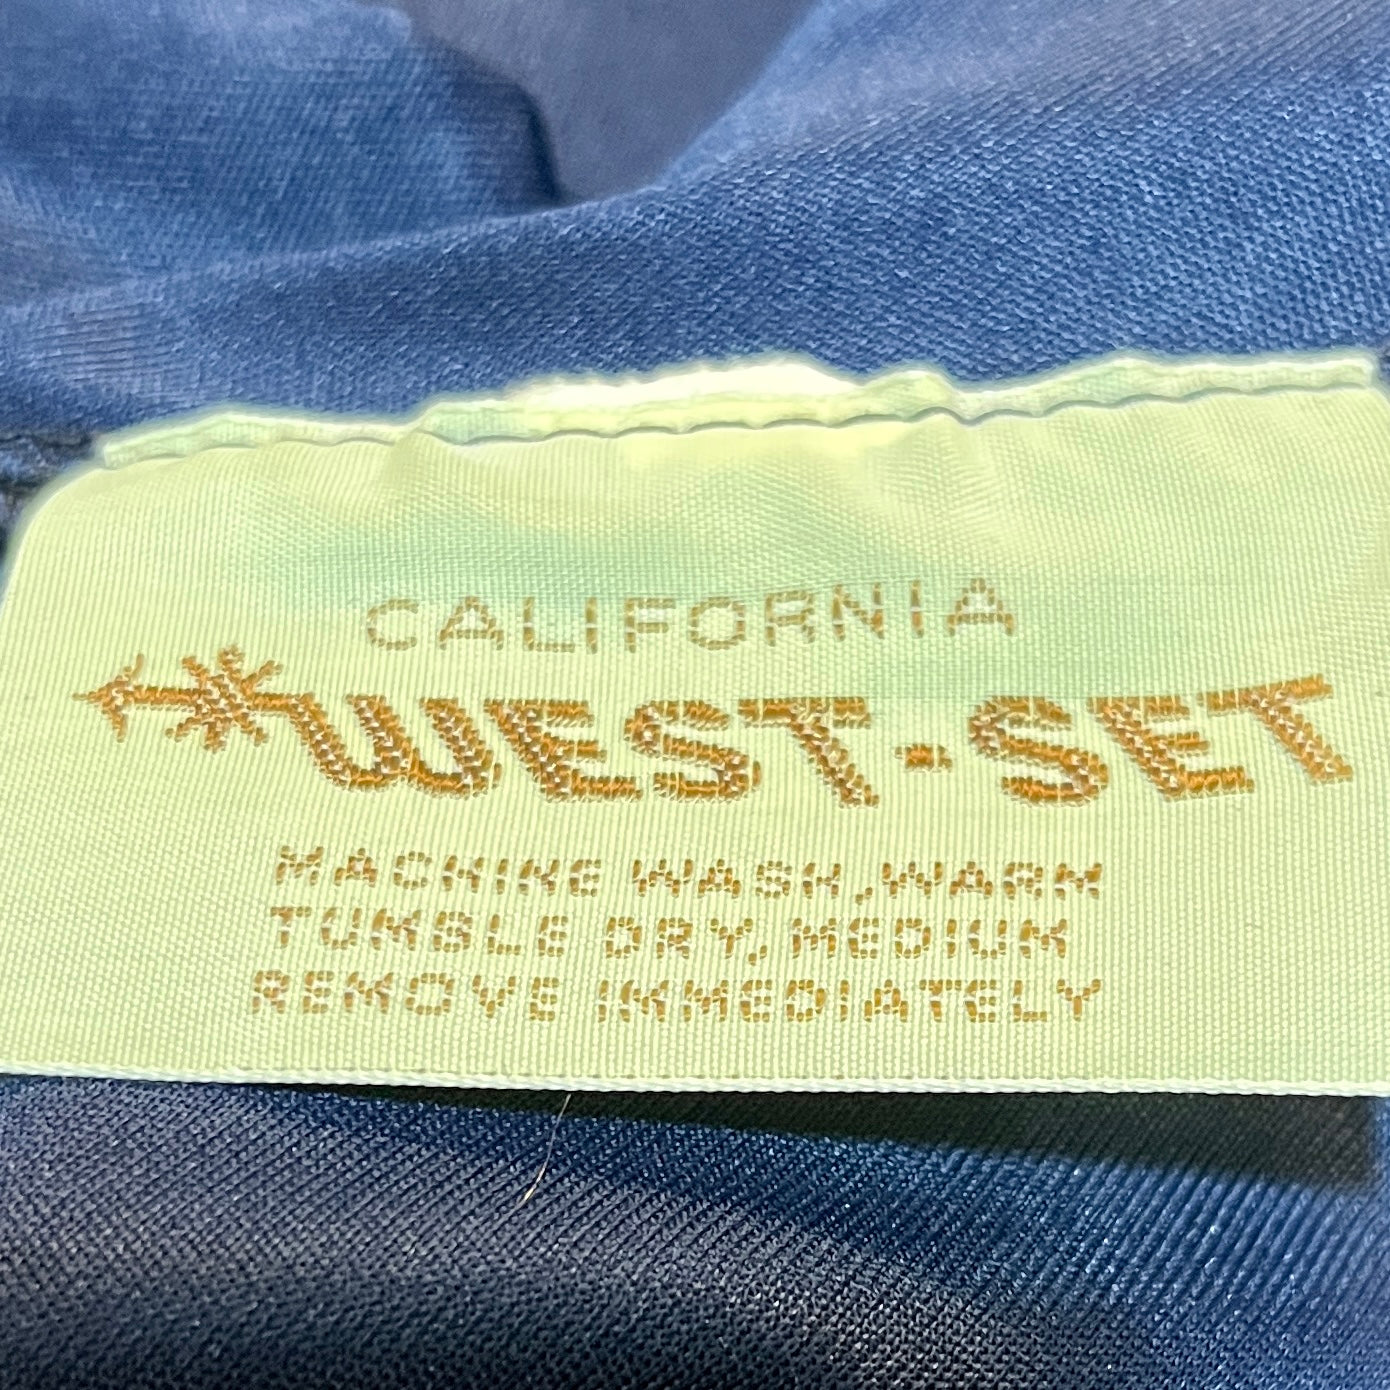 CALIFORNIA
WEST-SET
MACHINE WASH, WARM
TUMBLE DRY, MEDIUM
REMOVE IMMEDIATELY